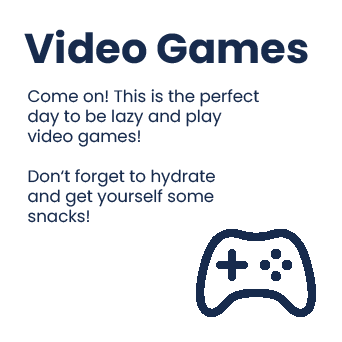 Video Games
Come on! This is the perfect
day to be lazy and play
video games!
Don't forget to hydrate
and get yourself some
snacks!